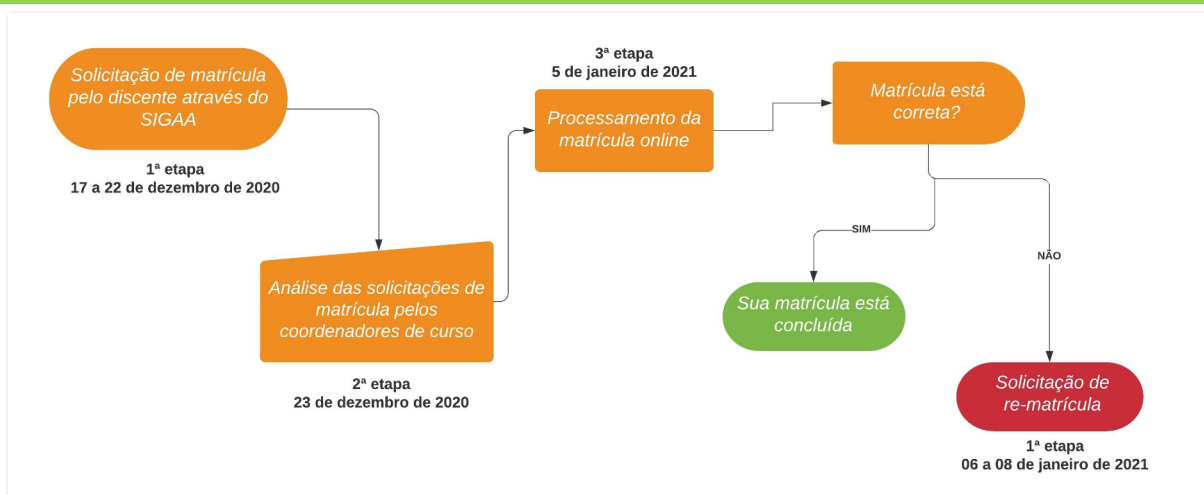 Solicitação de matrícula
pelo discente através do
SIGAA
1ª etapa
17 a 22 de dezembro de 2020
Análise das solicitações de
matrícula pelos
coordenadores de curso
2ª etapa
23 de dezembro de 2020
3ª etapa
5 de janeiro de 2021
Processamento da
matrícula online
Matrícula está
correta?
SIM
Sua matrícula está
concluída
NÃO
Solicitação de
re-matrícula
1ª etapa
06 a 08 de janeiro de 2021